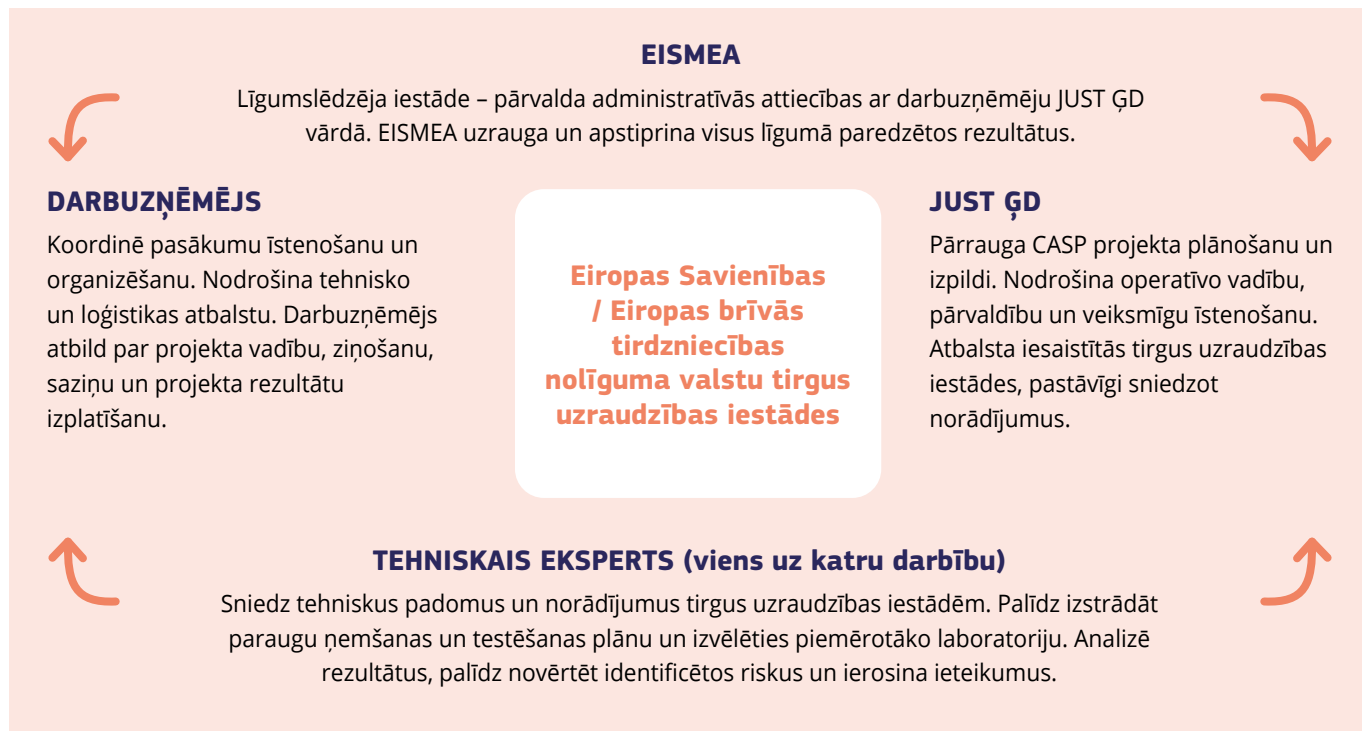 EISMEA
Līgumslēdzēja iestāde – pārvalda administratīvās attiecības ar darbuzņēmēju JUST ĢD
vārdā. EISMEA uzrauga un apstiprina visus līgumā paredzētos rezultātus.
DARBUZŅĒMĒJS
Koordinē pasākumu īstenošanu un
organizēšanu. Nodrošina tehnisko
un loģistikas atbalstu. Darbuzņēmējs
atbild par projekta vadību, ziņošanu,
saziņu un projekta rezultātu
izplatīšanu.
Eiropas Savienības
/ Eiropas brīvās
tirdzniecības
nolīguma valstu tirgus
uzraudzības iestādes
JUST ĢD
Pārrauga CASP projekta plānošanu un
izpildi. Nodrošina operatīvo vadību,
pārvaldību un veiksmīgu īstenošanu.
Atbalsta iesaistītās tirgus uzraudzības
iestādes, pastāvīgi sniedzot
norādījumus.
TEHNISKAIS EKSPERTS (viens uz katru darbību)
Sniedz tehniskus padomus un norādījumus tirgus uzraudzības iestādēm. Palīdz izstrādāt
paraugu ņemšanas un testēšanas plānu un izvēlēties piemērotāko laboratoriju. Analizē
rezultātus, palīdz novērtēt identificētos riskus un ierosina ieteikumus.